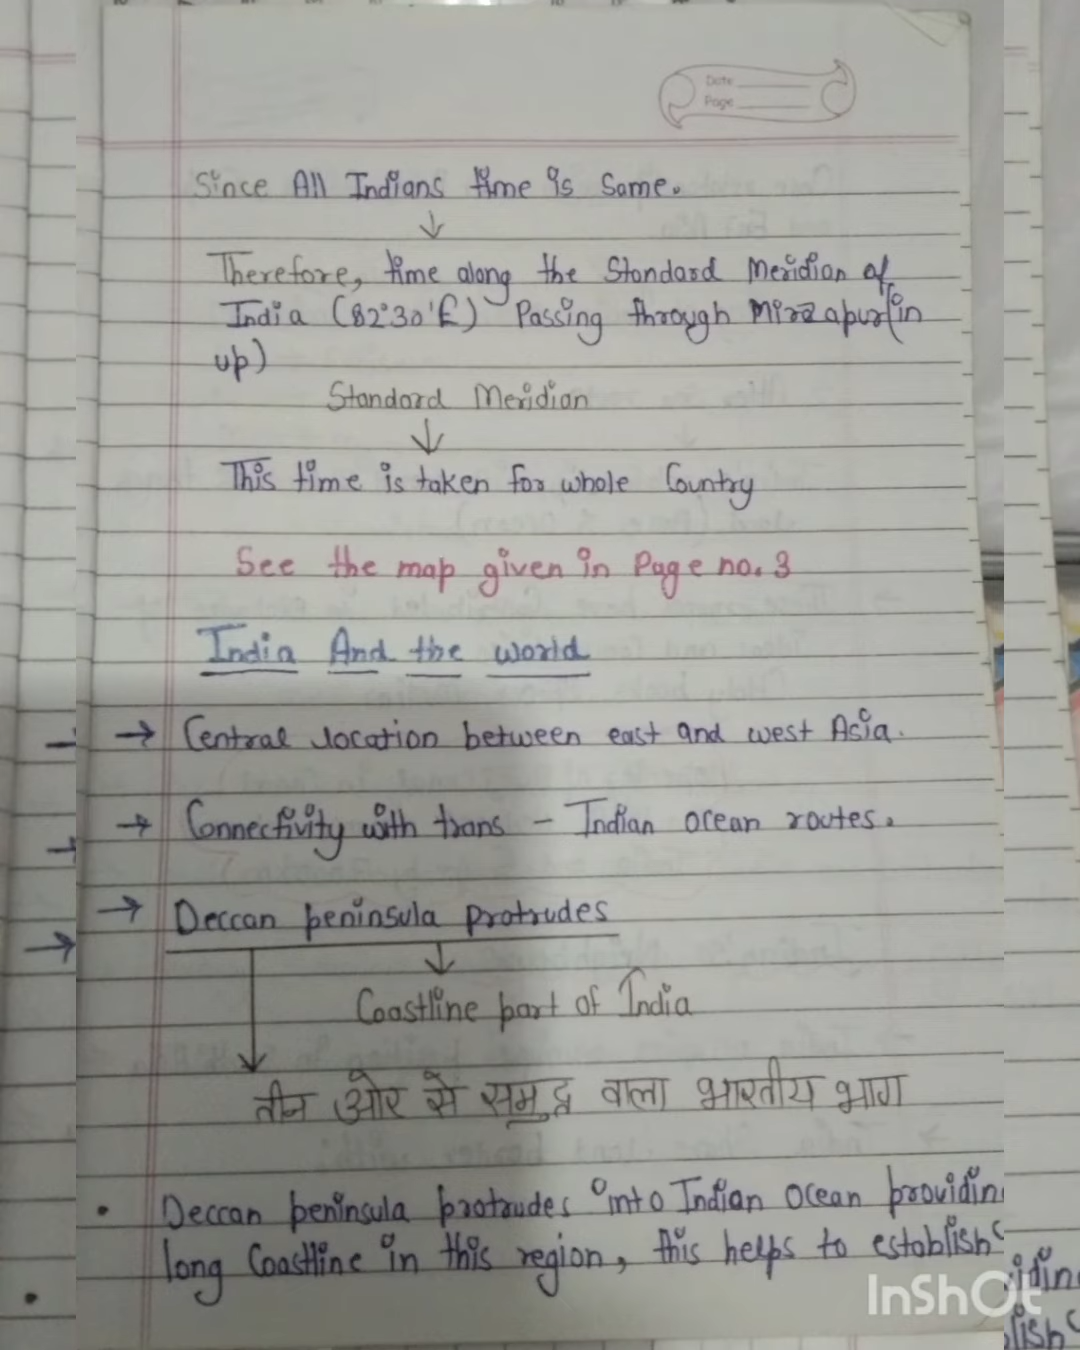 Date
Page
Since All Indians time is Same.
↓
Therefore, time along the Standard Meridian of
India (82°30'E) Passing through Mirzapur(in
up)
Standard Meridian
↓
This time is taken for whole Country
See the map given in Page no. 3
India And the world
→ Central location between east and west Asia.
→ Connectivity with trans - Indian ocean routes.
→ Deccan peninsula protrudes
Coastline part of India
तीन ओर से समुद्र वाला भारतीय भाग
• Deccan peninsula protrudes into Indian Ocean providin
long Coastline in this region, this helps to establish
InShOt
idin
lish